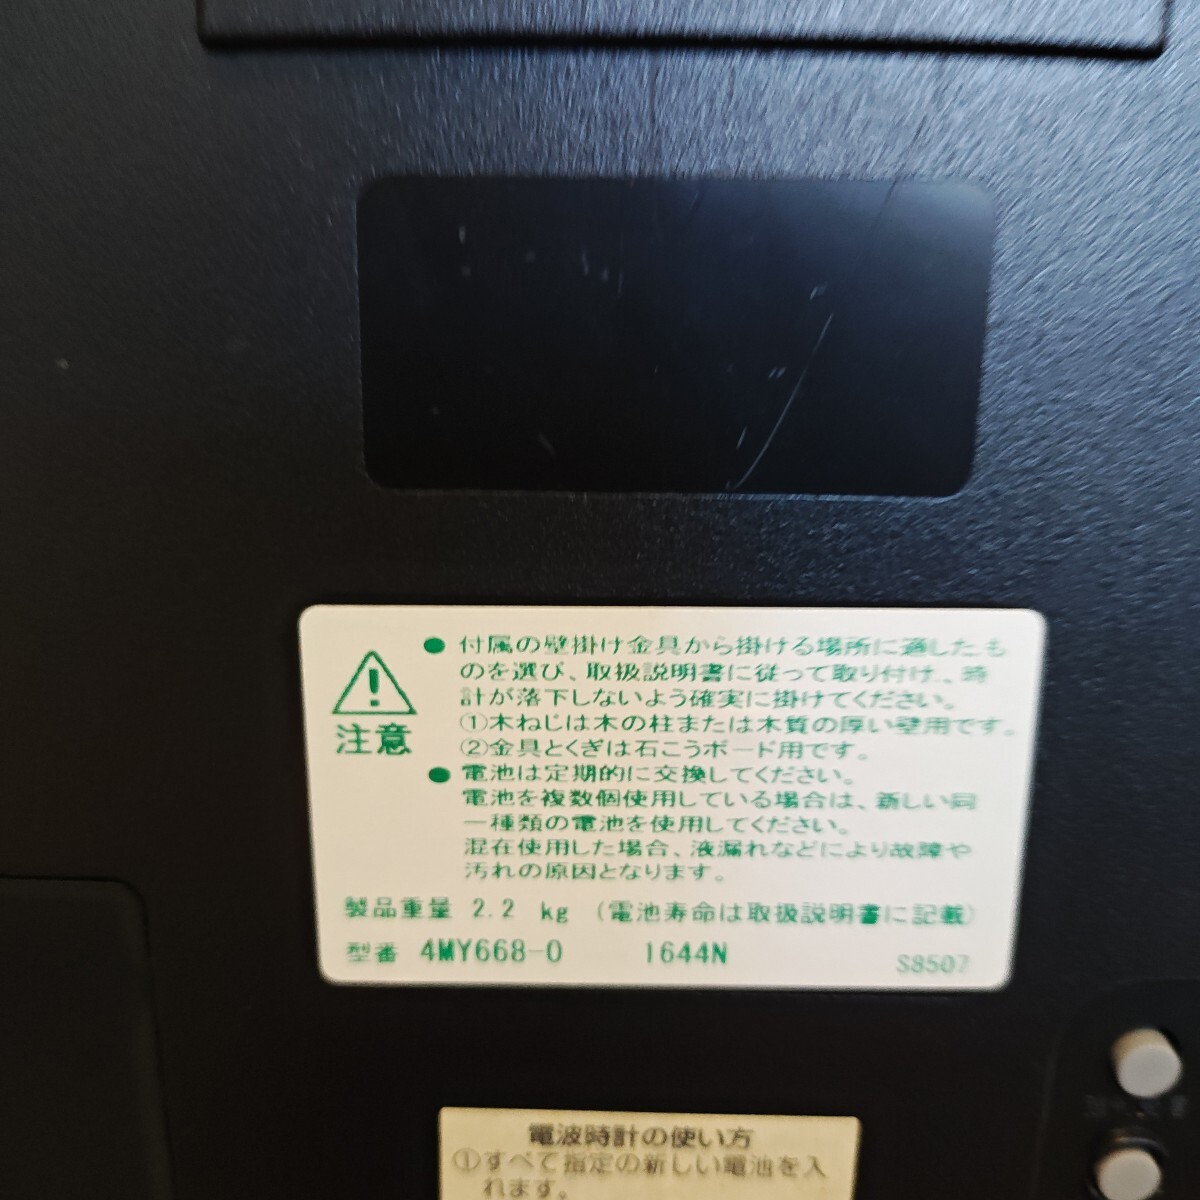 注意
● 付属の壁掛け金具から掛ける場所に適したも
のを選び、取扱説明書に従って取り付け、時
計が落下しないよう確実に掛けてください。
①木ねじは木の柱または木質の厚い壁用です。
②金具とくぎは石こうボード用です。
● 電池は定期的に交換してください。
電池を複数個使用している場合は、新しい同
一種類の電池を使用してください。
混在使用した場合、液漏れなどにより故障や
汚れの原因となります。
製品重量 2.2 kg (電池寿命は取扱説明書に記載)
型番 4MY668-0 1644N S8507
電波時計の使い方
①すべて指定の新しい電池を入
れます。